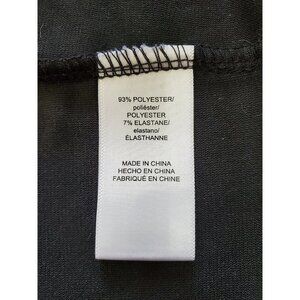 93% POLYESTER/
poliéster/
POLYESTER
7% ELASTANE/
elastano/
ÉLASTHANNE
MADE IN CHINA
HECHO EN CHINA
FABRIQUÉ EN CHINE